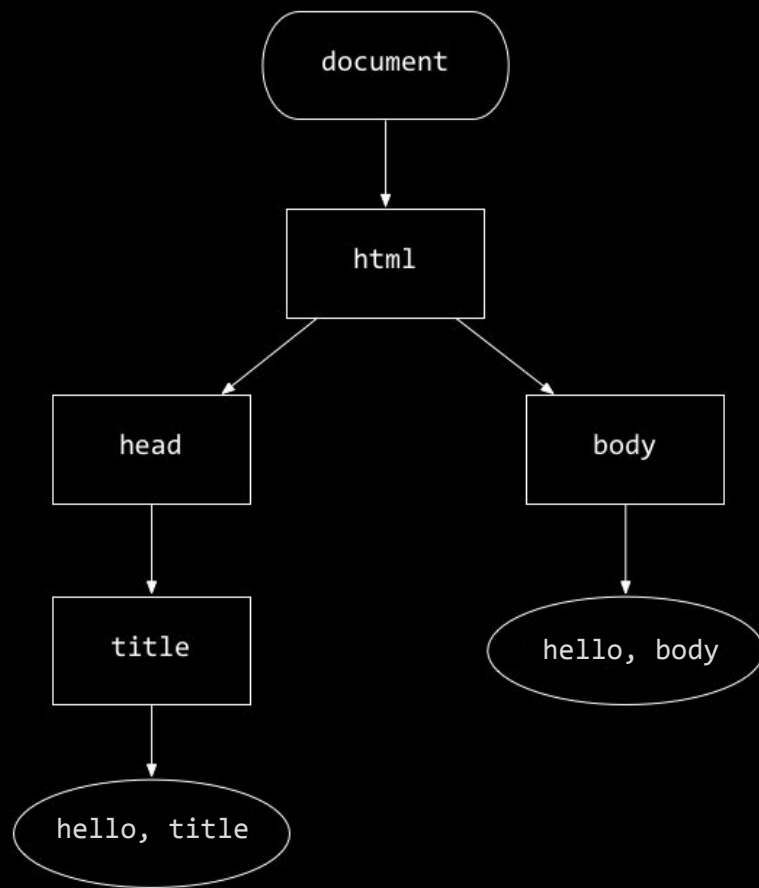 document
html
head
body
title
hello, body
hello, title